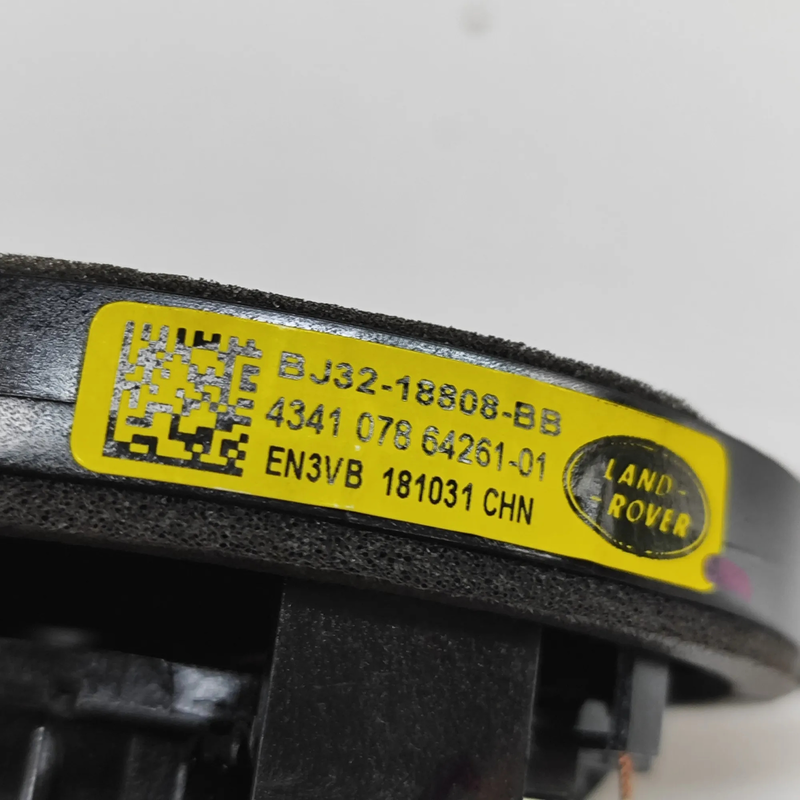 BJ32-18808-BB
4341 078 64261-01
EN3VB 181031 CHN
LAND-
-ROVER